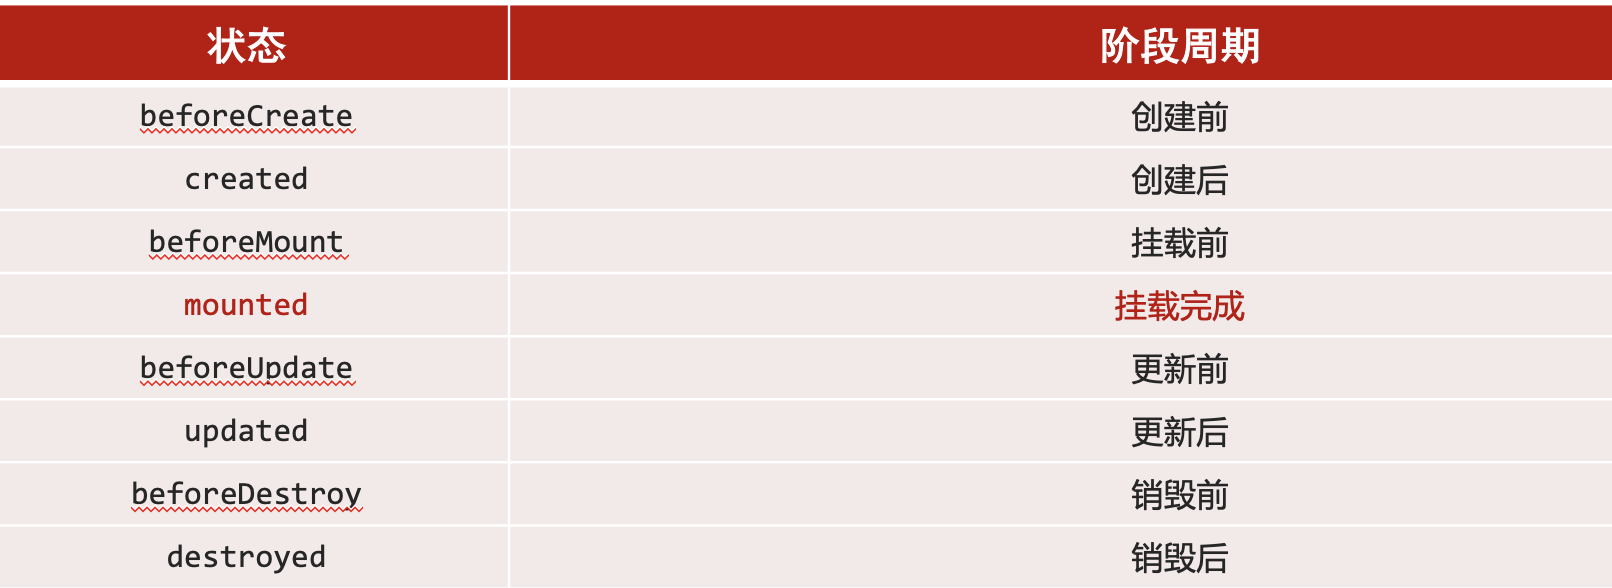 状态 阶段周期
beforeCreate 创建前
created 创建后
beforeMount 挂载前
mounted 挂载完成
beforeUpdate 更新前
updated 更新后
beforeDestroy 销毁前
destroyed 销毁后